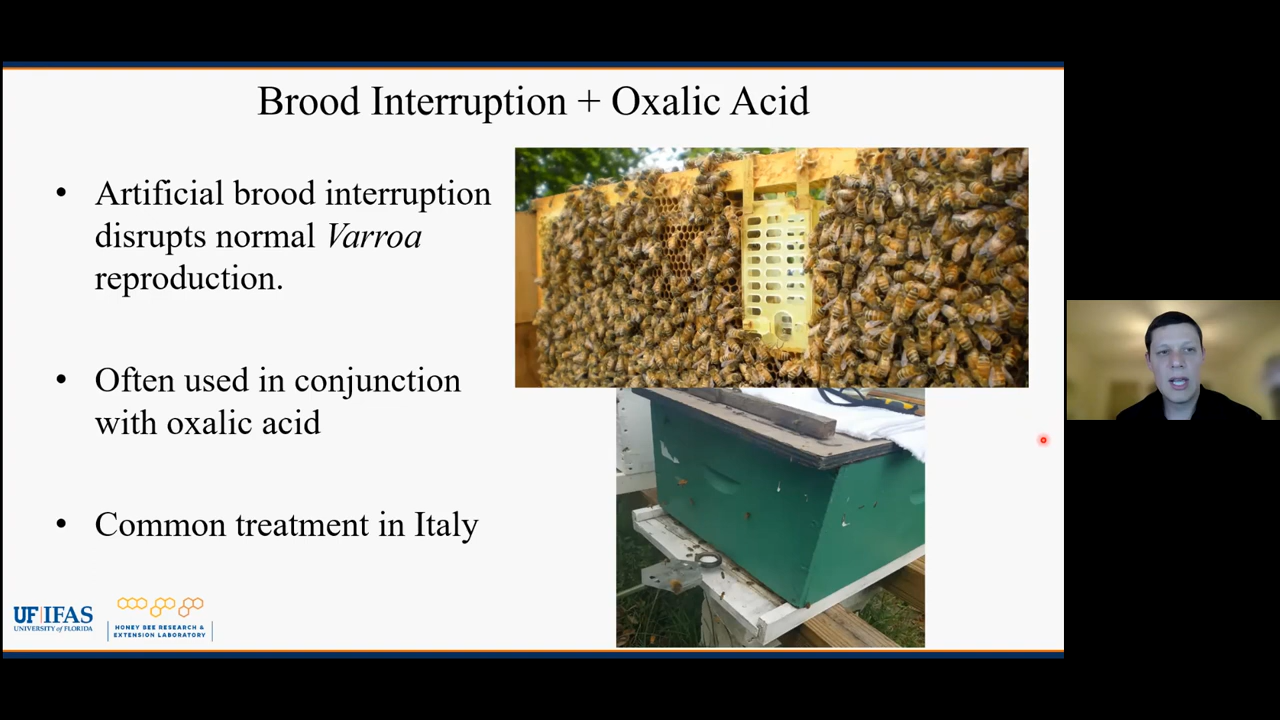 Brood Interruption + Oxalic Acid
• Artificial brood interruption
disrupts normal Varroa
reproduction.
• Often used in conjunction
with oxalic acid
• Common treatment in Italy
UF|IFAS
UNIVERSITY of FLORIDA
HONEY BEE RESEARCH &
EXTENSION LABORATORY